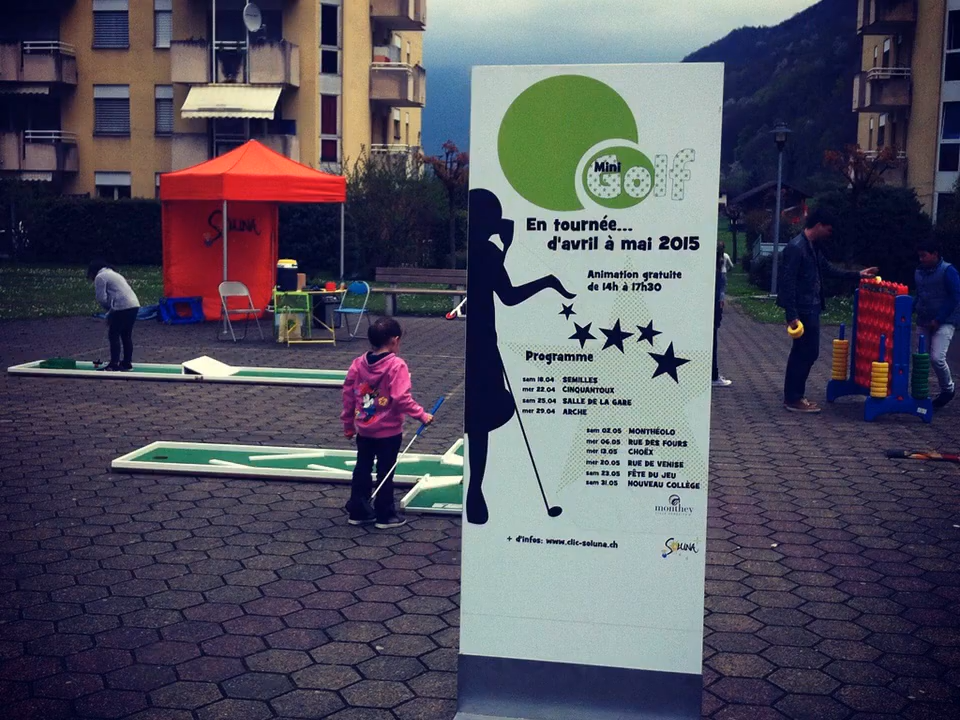 Mini
Golf
En tournée...
d'avril à mai 2015
Animation gratuite
de 14h à 17h30
Programme
sam 18.04 SEMILLES
mer 22.04 CINQUANTOUX
sam 25.04 SALLE DE LA GARE
mer 29.04 ARCHE
sam 02.05 MONTHÉOLO
mer 06.05 RUE DES FOURS
mer 13.05 CHOËX
mer 20.05 RUE DE VENISE
sam 23.05 FÊTE DU JEU
sam 31.05 NOUVEAU COLLÈGE
monthey
+ d'infos: www.clic-soluna.ch
SOLUNA
SOLUNA